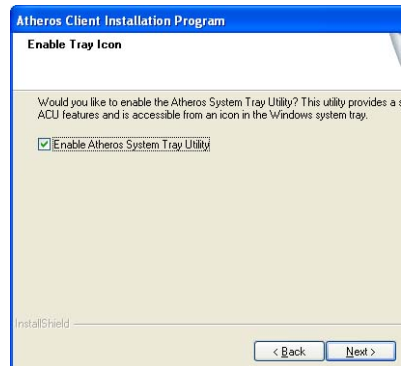 Atheros Client Installation Program
Enable Tray Icon
Would you like to enable the Atheros System Tray Utility? This utility provides a s
ACU features and is accessible from an icon in the Windows system tray.
Enable Atheros System Tray Utility
InstallShield
< Back Next >